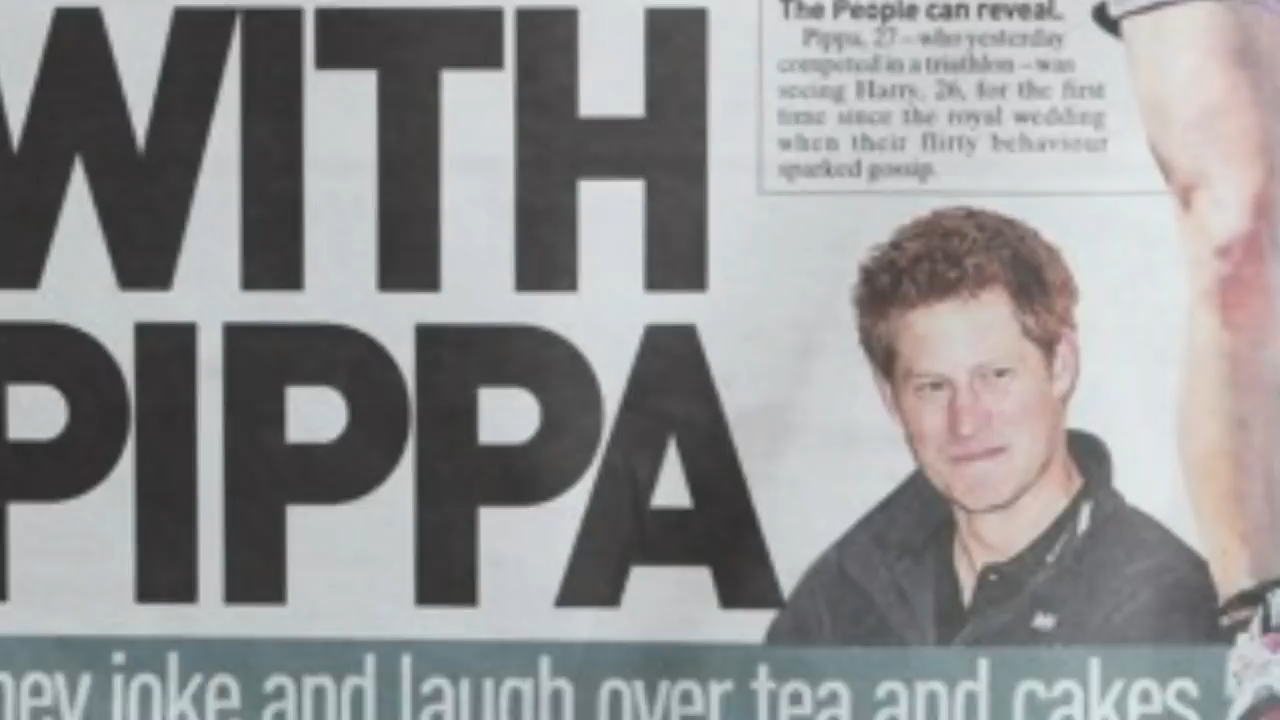 WITH
PIPPA
The People can reveal.
Pippa, 27 – who yesterday
competed in a triathlon – was
seeing Harry, 26, for the first
time since the royal wedding
when their flirty behaviour
sparked gossip.
hey joke and laugh over tea and cakes